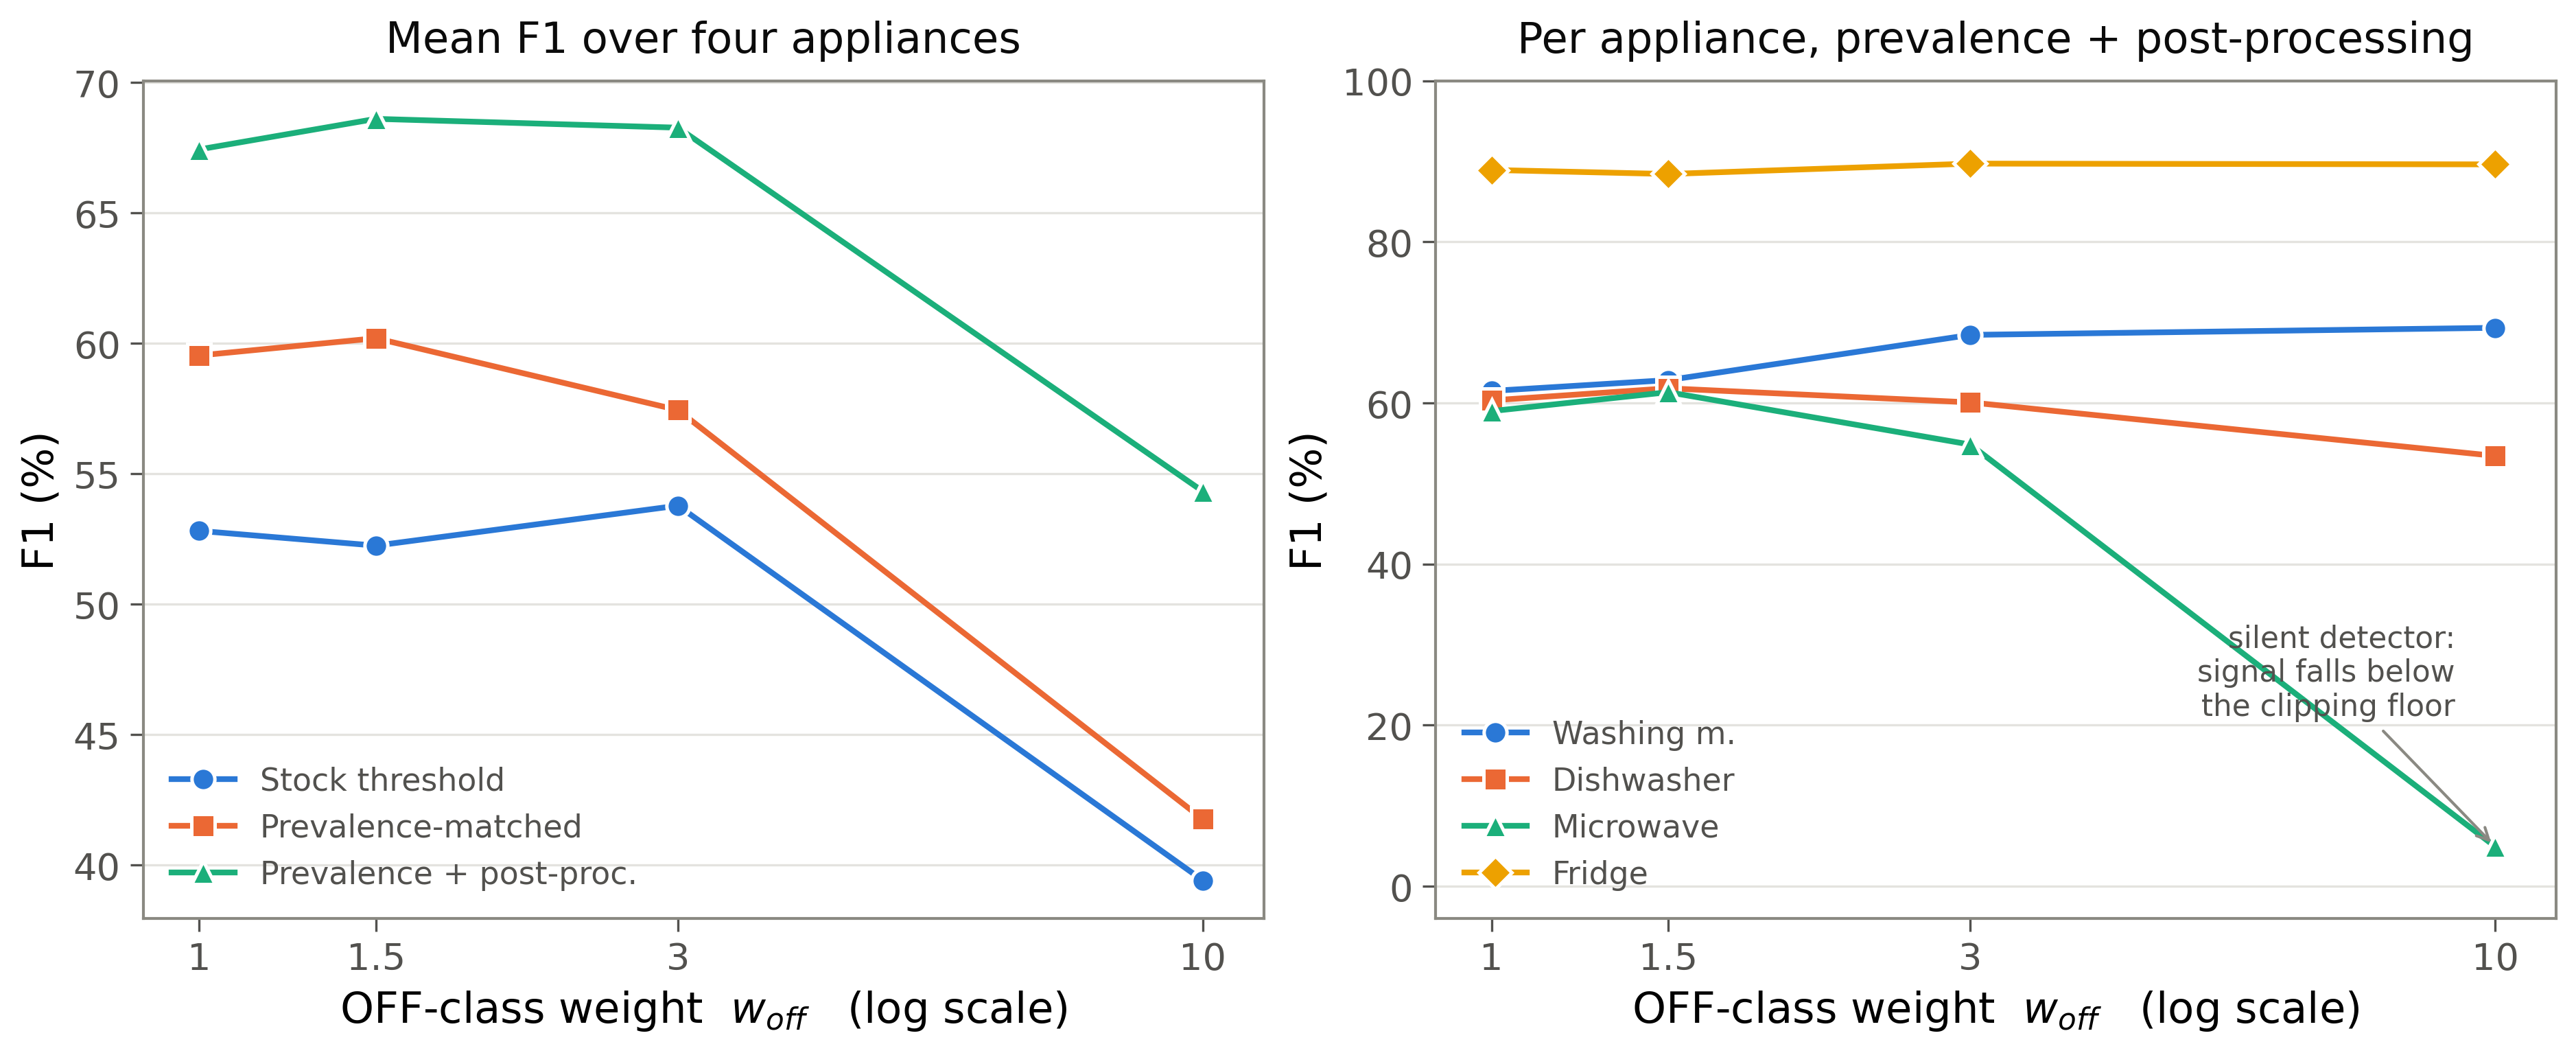 Mean F1 over four appliances
70
65
60
55
50
45
40
F1 (%)
Stock threshold
Prevalence-matched
Prevalence + post-proc.
1 1.5 3 10
OFF-class weight w_off (log scale)
Per appliance, prevalence + post-processing
100
80
60
40
20
0
F1 (%)
silent detector:
signal falls below
the clipping floor
Washing m.
Dishwasher
Microwave
Fridge
1 1.5 3 10
OFF-class weight w_off (log scale)